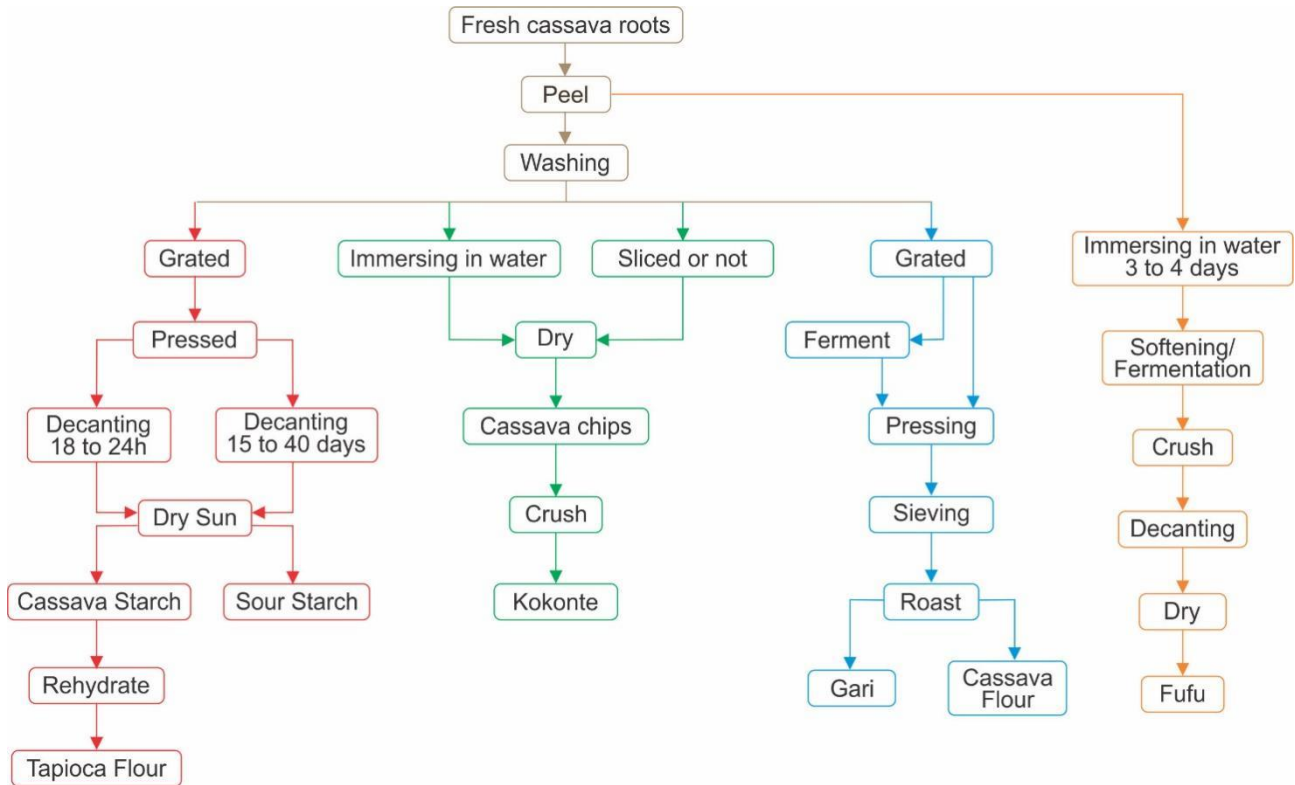 Fresh cassava roots
Peel
Washing
Grated
Immersing in water
Sliced or not
Grated
Immersing in water
3 to 4 days
Pressed
Dry
Ferment
Softening/
Fermentation
Decanting
18 to 24h
Decanting
15 to 40 days
Cassava chips
Pressing
Crush
Dry Sun
Crush
Sieving
Decanting
Cassava Starch
Sour Starch
Kokonte
Roast
Dry
Rehydrate
Gari
Cassava
Flour
Fufu
Tapioca Flour